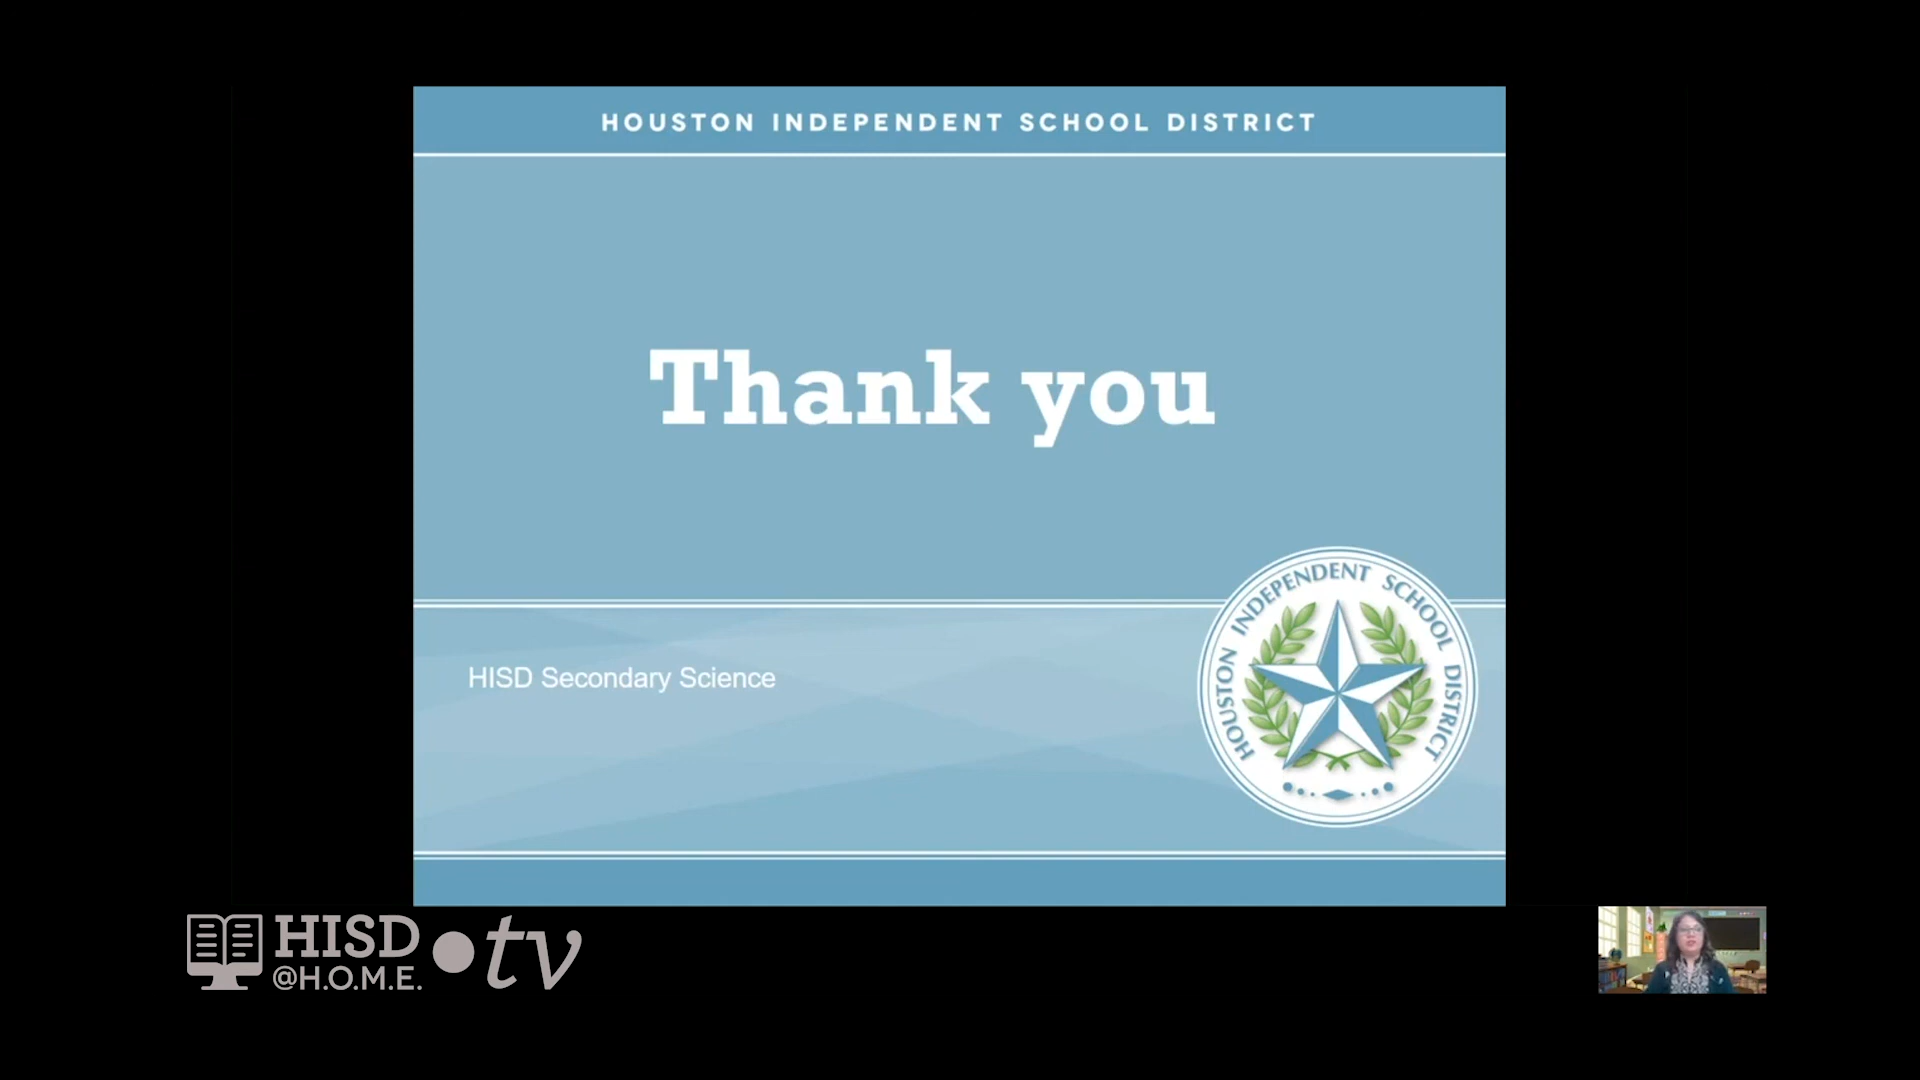 HOUSTON INDEPENDENT SCHOOL DISTRICT
Thank you
HISD Secondary Science
HOUSTON INDEPENDENT SCHOOL DISTRICT
HISD
@H.O.M.E.
tv